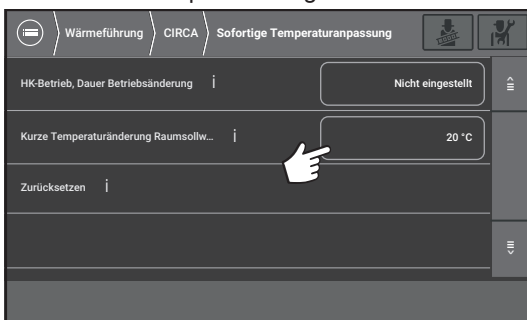 Wärmeführung CIRCA Sofortige Temperaturanpassung
HK-Betrieb, Dauer Betriebsänderung i Nicht eingestellt
Kurze Temperaturänderung Raumsollw... i 20 °C
Zurücksetzen i